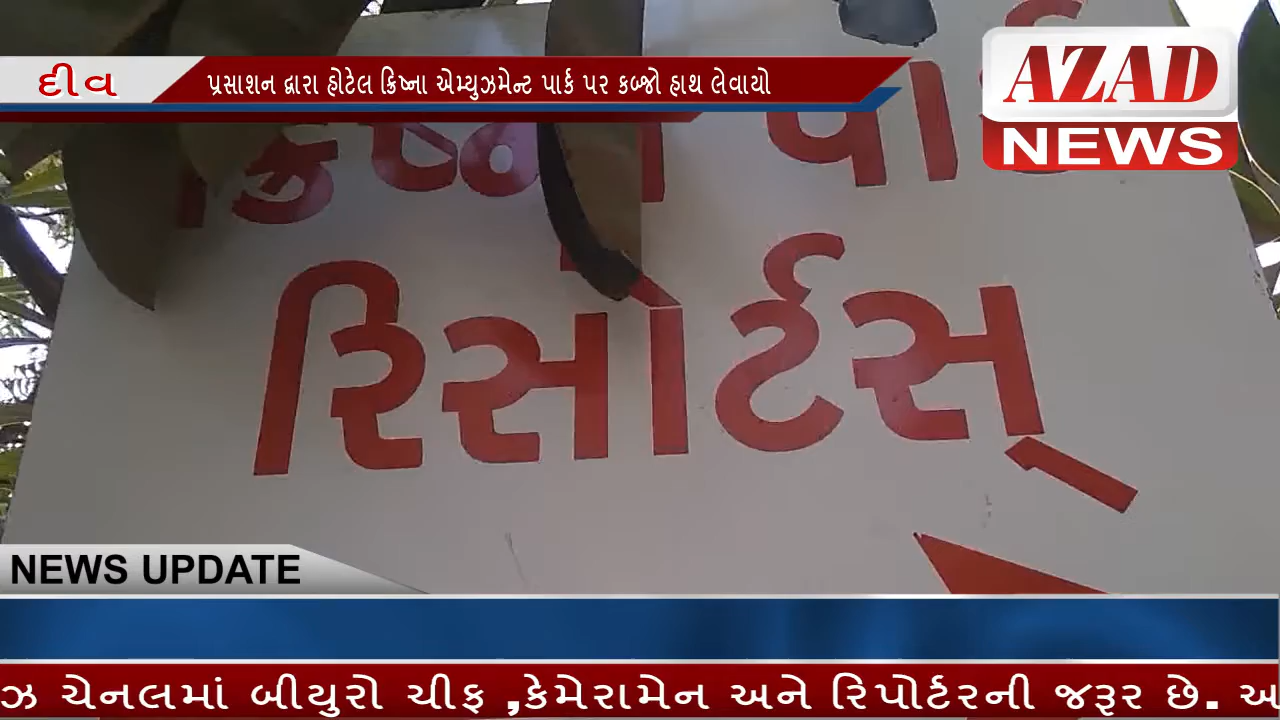 દીવ
પ્રસાશન દ્વારા હોટેલ ક્રિષ્ના એમ્યુઝમેન્ટ પાર્ક પર કબ્જો હાથ લેવાયો
AZAD
NEWS
રિસોર્ટસ્
NEWS UPDATE
ચેનલમાં બીયુરો ચીફ ,કેમેરામેન અને રિપોર્ટરની જરૂર છે.